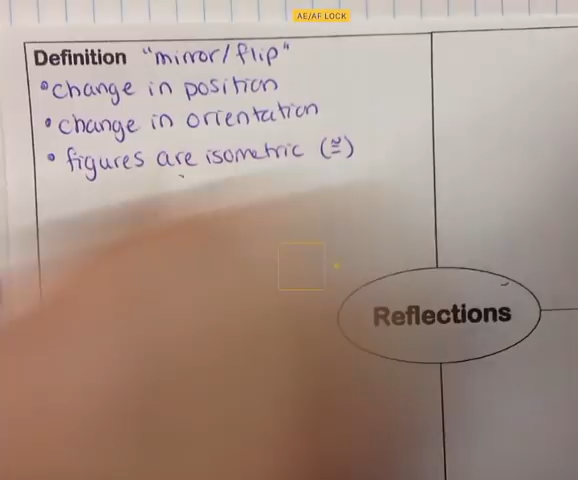 AE/AF LOCK
Definition "mirror/flip"
• change in position
• change in orientation
• figures are isometric (≅)
Reflections